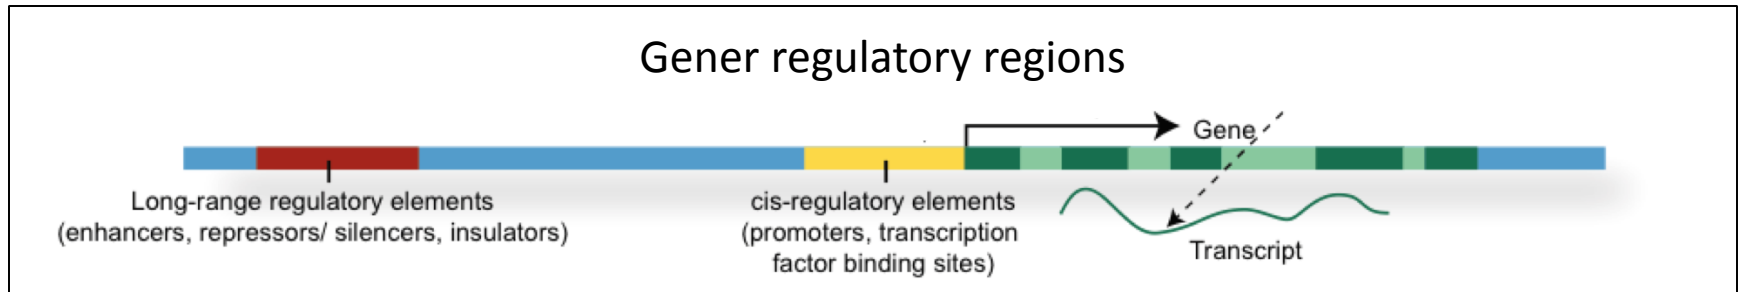 Gener regulatory regions
Gene
Long-range regulatory elements
(enhancers, repressors/ silencers, insulators)
cis-regulatory elements
(promoters, transcription
factor binding sites)
Transcript